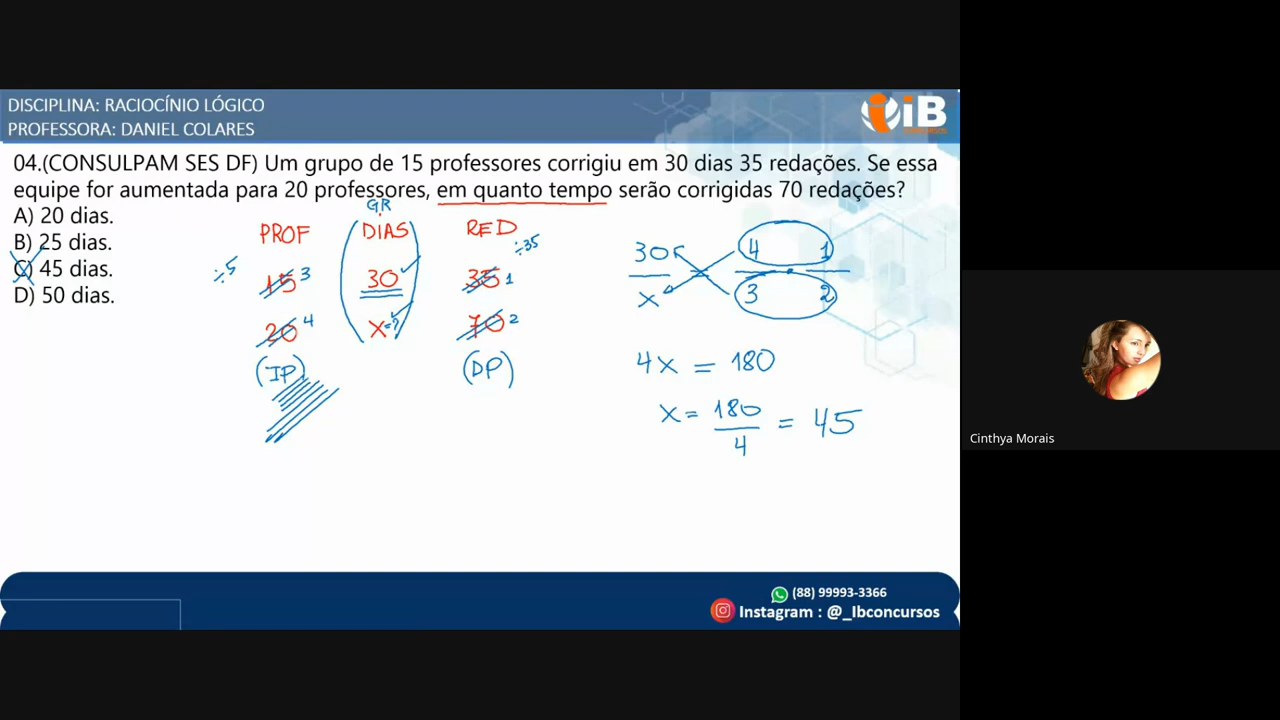 DISCIPLINA: RACIOCÍNIO LÓGICO
PROFESSORA: DANIEL COLARES
iB
CONCURSOS
04.(CONSULPAM SES DF) Um grupo de 15 professores corrigiu em 30 dias 35 redações. Se essa
equipe for aumentada para 20 professores, em quanto tempo serão corrigidas 70 redações?
A) 20 dias.
B) 25 dias.
C) 45 dias.
D) 50 dias.
GR
PROF DIAS RED
÷5 ÷35
15 3 30 35 1
20 4 x=? 70 2
(IP) (DP)
30 4 1
x 3 2
4x = 180
x = 180 = 45
4
(88) 99993-3366
Instagram : @_Ibconcursos
Cinthya Morais